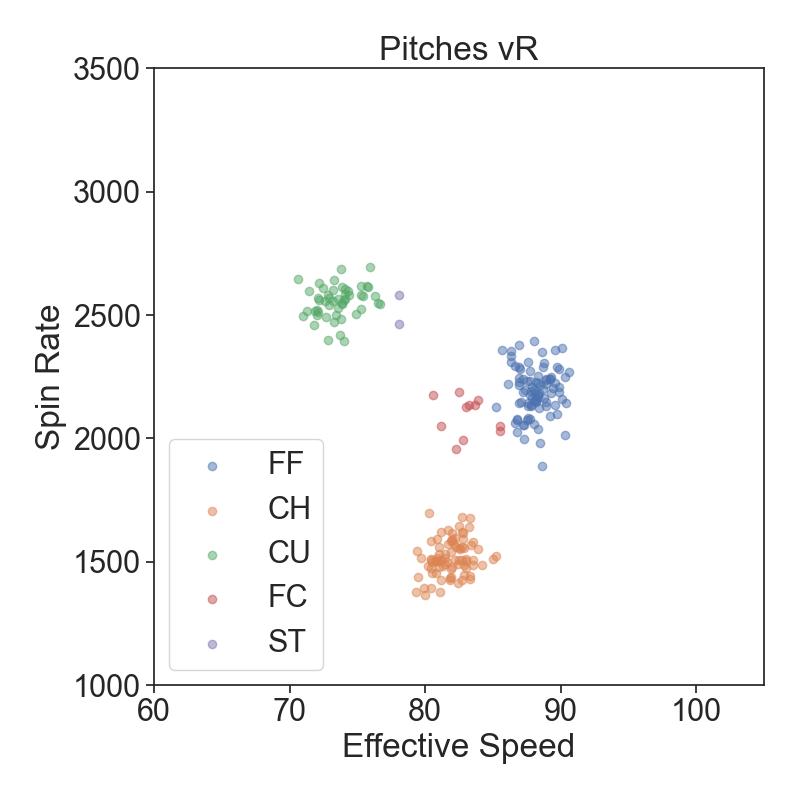 Pitches vR
3500
3000
2500
2000
1500
1000
Spin Rate
FF
CH
CU
FC
ST
60 70 80 90 100
Effective Speed